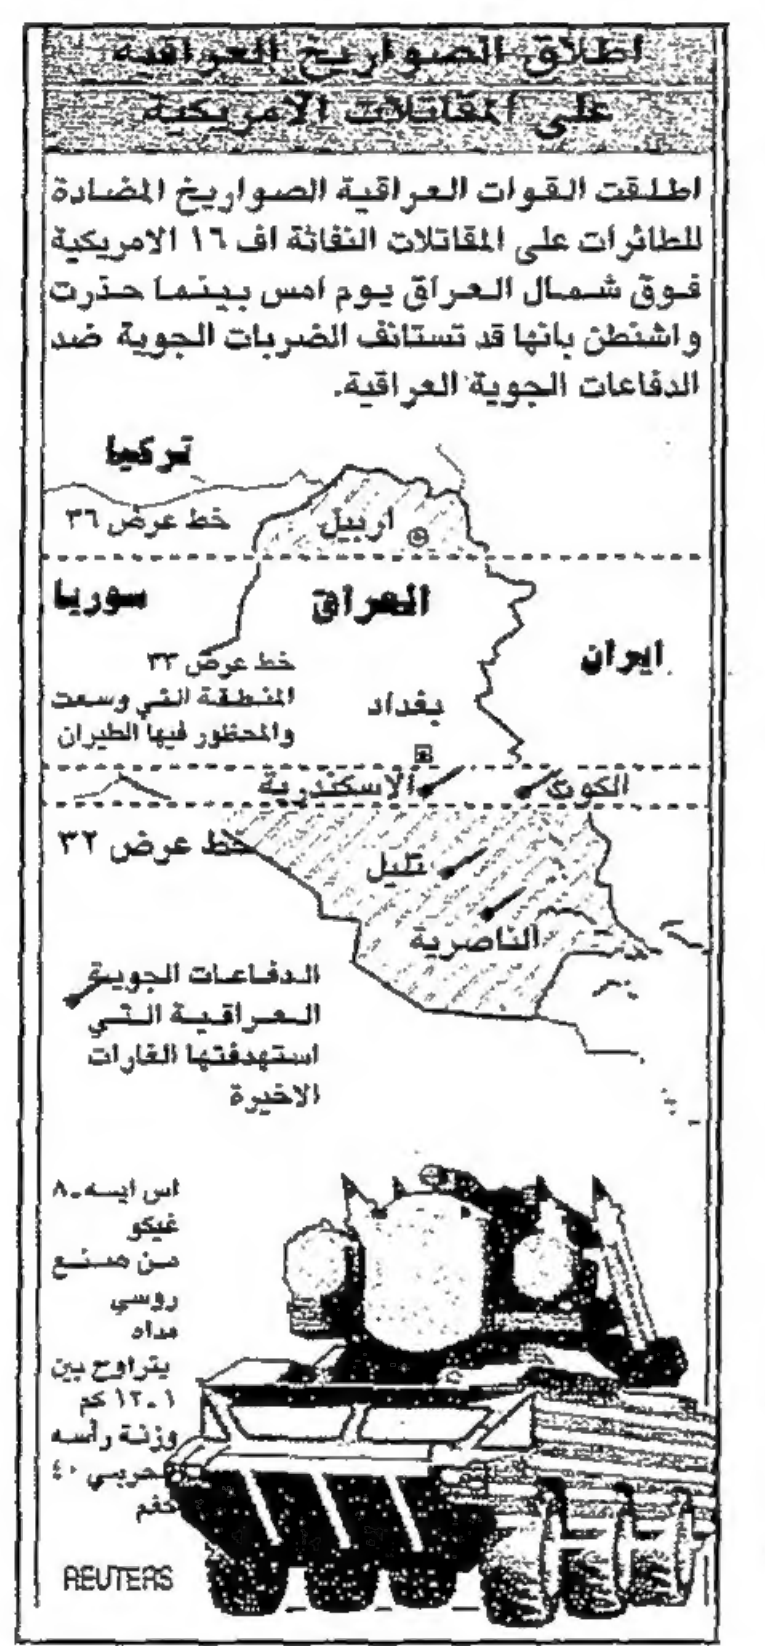 اطلاق الصواريخ العراقية
على المقاتلات الامريكية
اطلقت القوات العراقية الصواريخ المضادة
للطائرات على المقاتلات النفاثة اف ١٦ الامريكية
فوق شمال العراق يوم امس بينما حذرت
واشنطن بانها قد تستانف الضربات الجوية ضد
الدفاعات الجوية العراقية.
تركيا
خط عرض ٣٦
اربيل
سوريا
العراق
ايران
خط عرض ٣٣
المنطقة التي وسعت
والمحظور فيها الطيران
بغداد
الاسكندرية
الكوت
خط عرض ٣٢
تليل
الناصرية
الدفاعات الجوية
العراقية التي
استهدفتها الغارات
الاخيرة
اس ايه ـ ٨
غيكو
من صنع
روسي
مداه
يتراوح بين
١ـ١٢ كم
وزنة رأسه
الحربي ٤٠
كغم
REUTERS